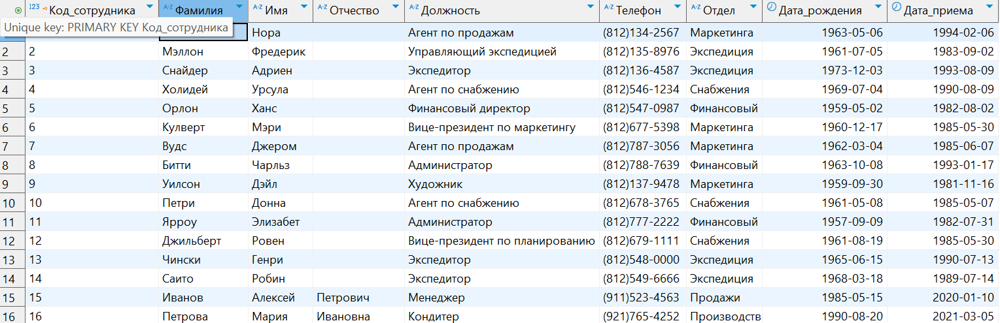 123 Код_сотрудника A-Z Фамилия A-Z Имя A-Z Отчество A-Z Должность A-Z Телефон A-Z Отдел Дата_рождения Дата_приема
Unique key: PRIMARY KEY Код_сотрудника
Нора Агент по продажам (812)134-2567 Маркетинга 1963-05-06 1994-02-06
2 2 Мэллон Фредерик Управляющий экспедицией (812)135-8976 Экспедиция 1961-07-05 1983-09-02
3 3 Снайдер Адриен Экспедитор (812)136-4587 Экспедиция 1973-12-03 1993-08-09
4 4 Холидей Урсула Агент по снабжению (812)546-1234 Снабжения 1969-07-04 1990-08-09
5 5 Орлон Ханс Финансовый директор (812)547-0987 Финансовый 1959-05-02 1982-08-02
6 6 Кулверт Мэри Вице-президент по маркетингу (812)677-5398 Маркетинга 1960-12-17 1985-05-30
7 7 Вудс Джером Агент по продажам (812)787-3056 Маркетинга 1962-03-04 1985-06-07
8 8 Битти Чарльз Администратор (812)788-7639 Финансовый 1963-10-08 1993-01-17
9 9 Уилсон Дэйл Художник (812)137-9478 Маркетинга 1959-09-30 1981-11-16
10 10 Петри Донна Агент по снабжению (812)678-3765 Снабжения 1961-05-08 1985-05-07
11 11 Ярроу Элизабет Администратор (812)777-2222 Финансовый 1957-09-09 1982-07-31
12 12 Джильберт Ровен Вице-президент по планированию (812)679-1111 Снабжения 1961-08-19 1985-05-30
13 13 Чински Генри Экспедитор (812)548-0000 Экспедиция 1965-06-15 1990-07-13
14 14 Саито Робин Экспедитор (812)549-6666 Экспедиция 1968-03-18 1989-07-14
15 15 Иванов Алексей Петрович Менеджер (911)523-4563 Продажи 1985-05-15 2020-01-10
16 16 Петрова Мария Ивановна Кондитер (921)765-4252 Производств 1990-08-20 2021-03-05